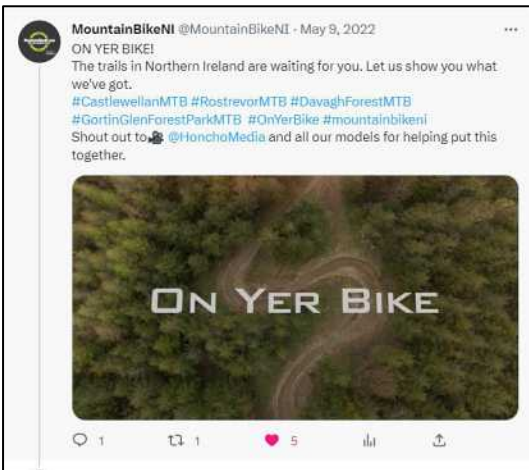 MountainBikeNI @MountainBikeNI · May 9, 2022
ON YER BIKE!
The trails in Northern Ireland are waiting for you. Let us show you what
we've got.
#CastlewellanMTB #RostrevorMTB #DavaghForestMTB
#GortinGlenForestParkMTB #OnYerBike #mountainbikeni
Shout out to🎥 @HonchoMedia and all our models for helping put this
together.
ON YER BIKE
1 1 5